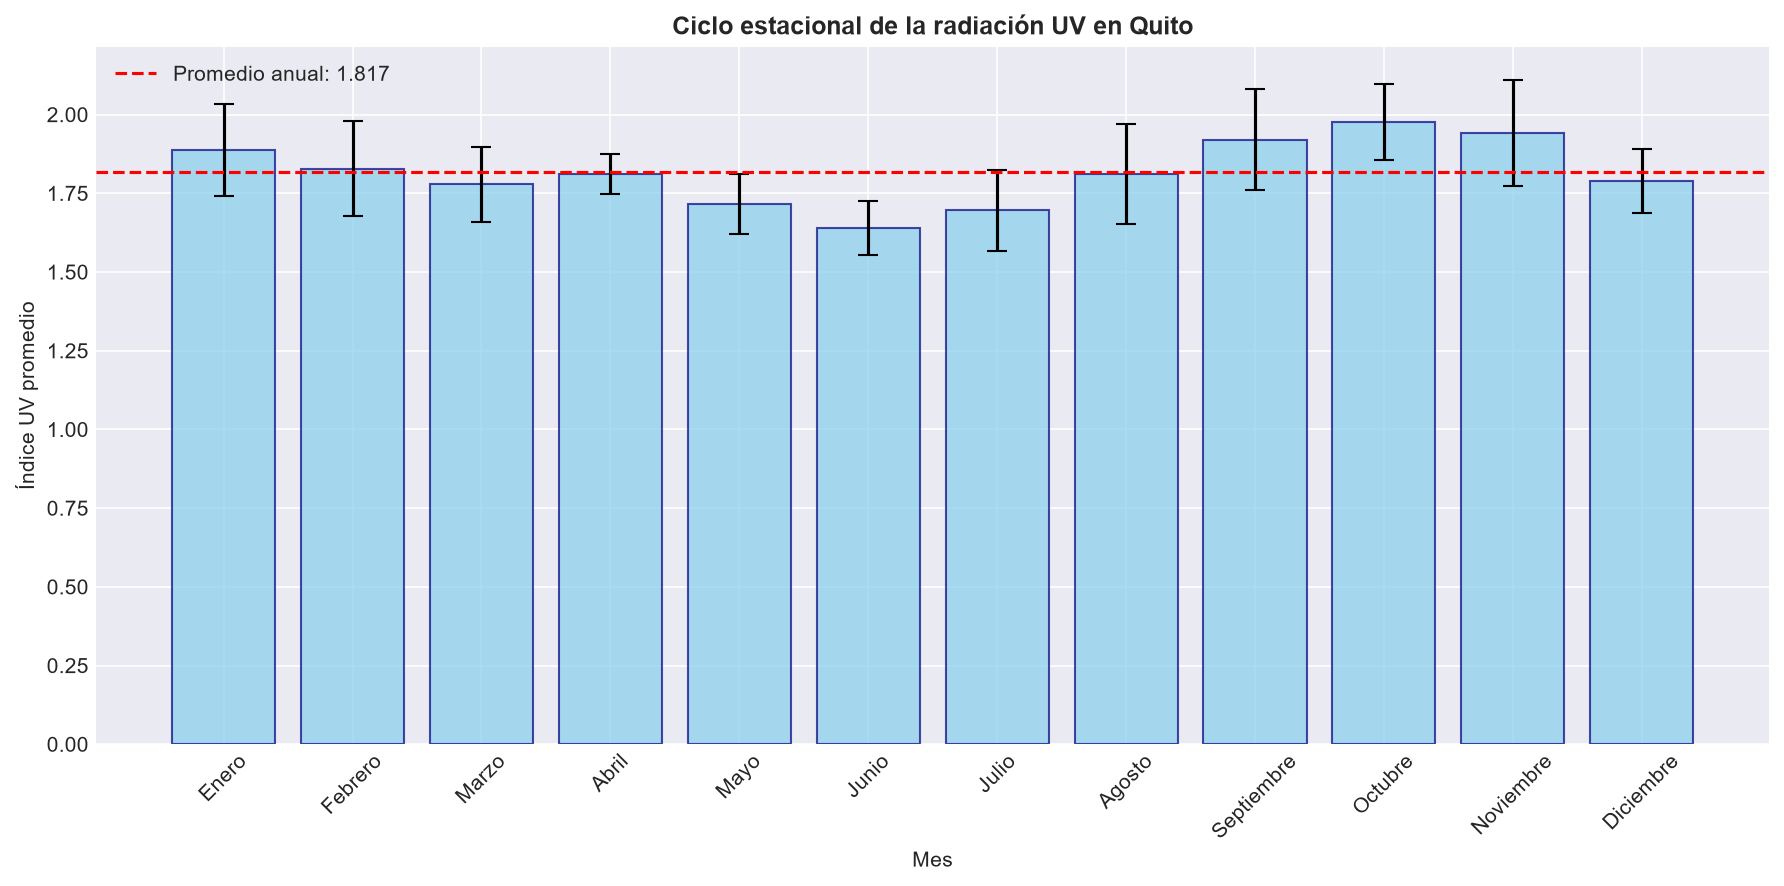 Ciclo estacional de la radiación UV en Quito
Promedio anual: 1.817
2.00
1.75
1.50
1.25
1.00
0.75
0.50
0.25
0.00
Índice UV promedio
Enero
Febrero
Marzo
Abril
Mayo
Junio
Julio
Agosto
Septiembre
Octubre
Noviembre
Diciembre
Mes